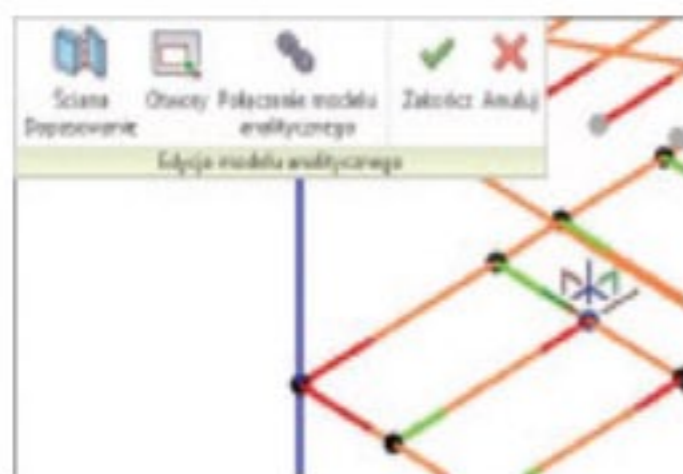 Ściana
Dopasowanie
Otwory
Połączenie modelu
analitycznego
Zakończ
Anuluj
Edycja modelu analitycznego